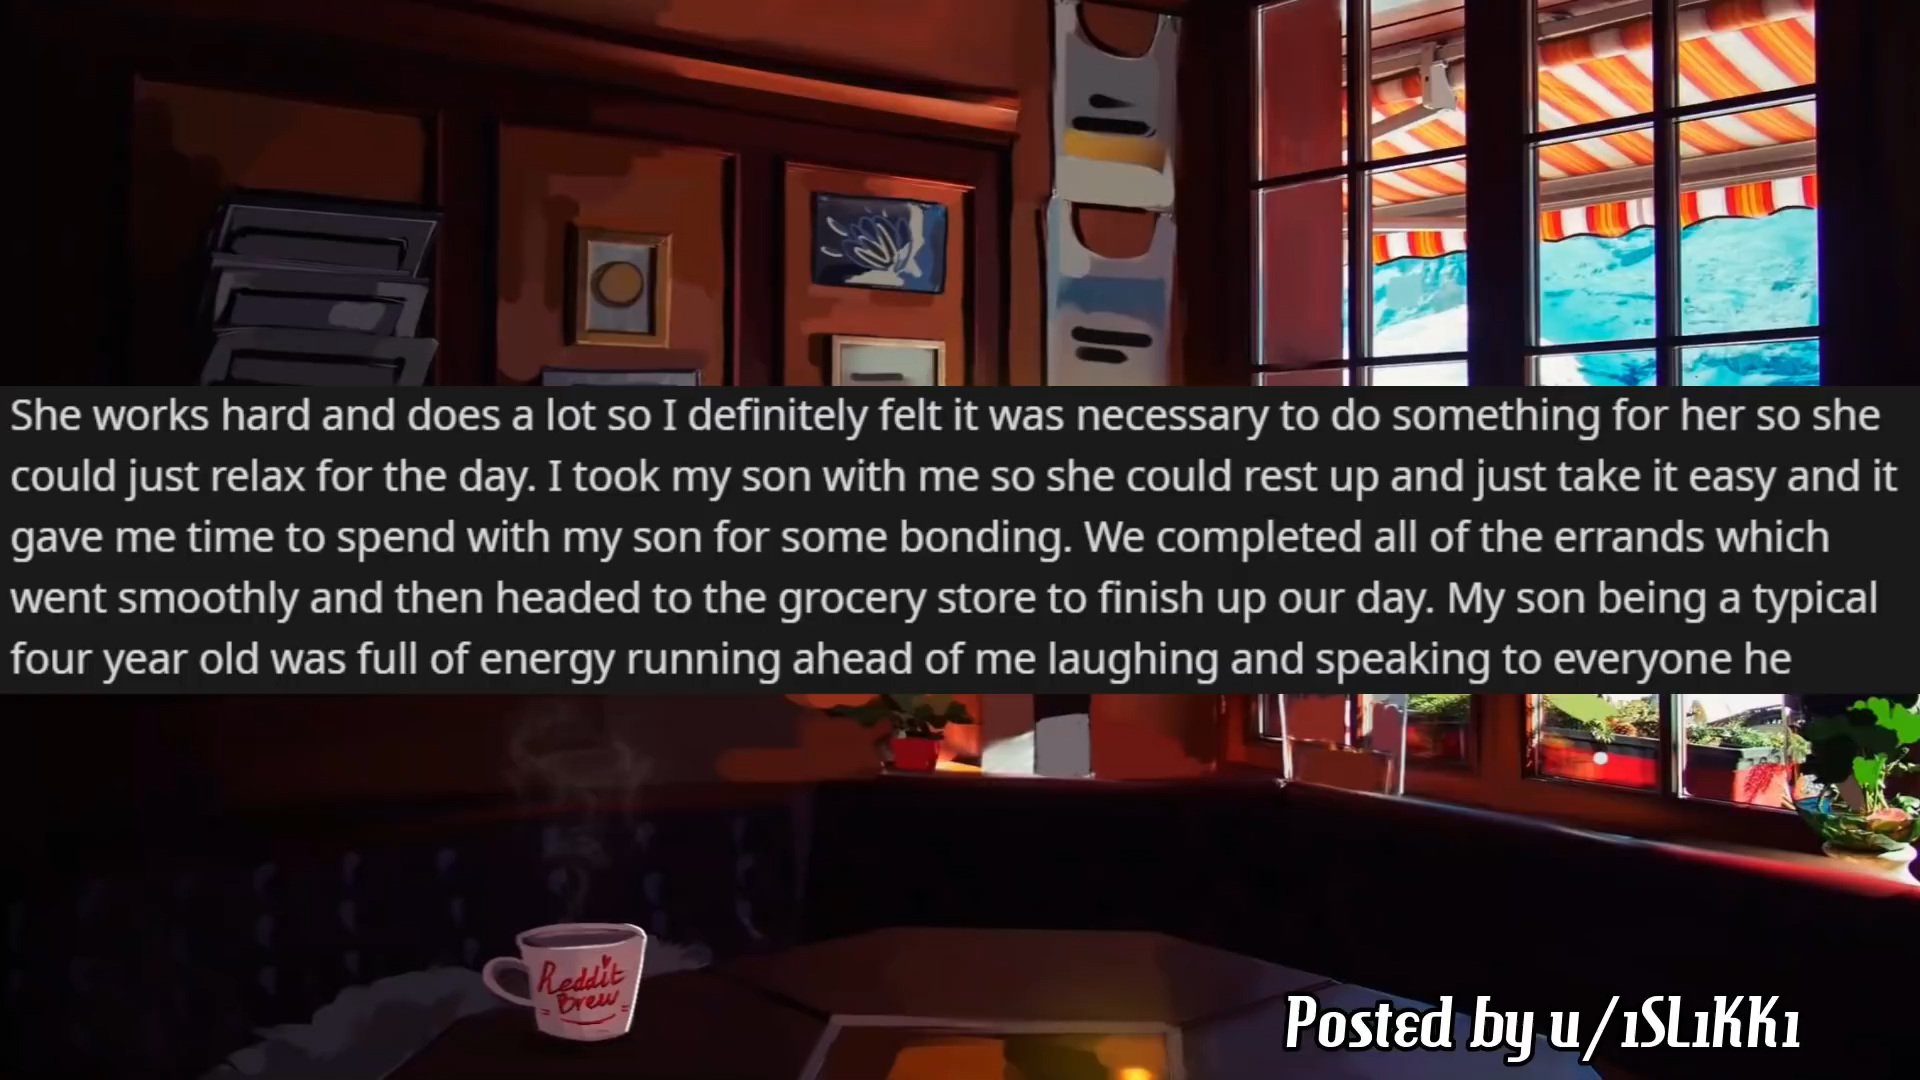 She works hard and does a lot so I definitely felt it was necessary to do something for her so she
could just relax for the day. I took my son with me so she could rest up and just take it easy and it
gave me time to spend with my son for some bonding. We completed all of the errands which
went smoothly and then headed to the grocery store to finish up our day. My son being a typical
four year old was full of energy running ahead of me laughing and speaking to everyone he
Reddit
Brew
Posted by u/1SL1KK1